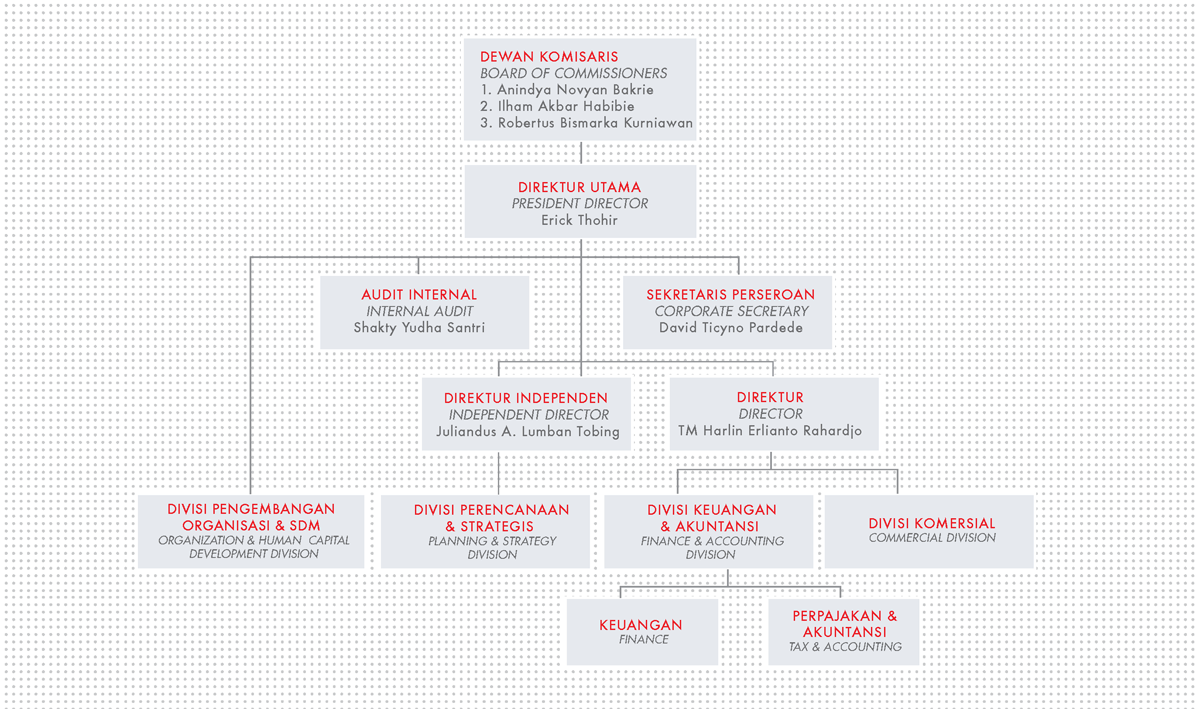 DEWAN KOMISARIS
BOARD OF COMMISSIONERS
1. Anindya Novyan Bakrie
2. Ilham Akbar Habibie
3. Robertus Bismarka Kurniawan
DIREKTUR UTAMA
PRESIDENT DIRECTOR
Erick Thohir
AUDIT INTERNAL
INTERNAL AUDIT
Shakty Yudha Santri
SEKRETARIS PERSEROAN
CORPORATE SECRETARY
David Ticyno Pardede
DIREKTUR INDEPENDEN
INDEPENDENT DIRECTOR
Juliandus A. Lumban Tobing
DIREKTUR
DIRECTOR
TM Harlin Erlianto Rahardjo
DIVISI PENGEMBANGAN
ORGANISASI & SDM
ORGANIZATION & HUMAN CAPITAL
DEVELOPMENT DIVISION
DIVISI PERENCANAAN
& STRATEGIS
PLANNING & STRATEGY
DIVISION
DIVISI KEUANGAN
& AKUNTANSI
FINANCE & ACCOUNTING
DIVISION
DIVISI KOMERSIAL
COMMERCIAL DIVISION
KEUANGAN
FINANCE
PERPAJAKAN &
AKUNTANSI
TAX & ACCOUNTING